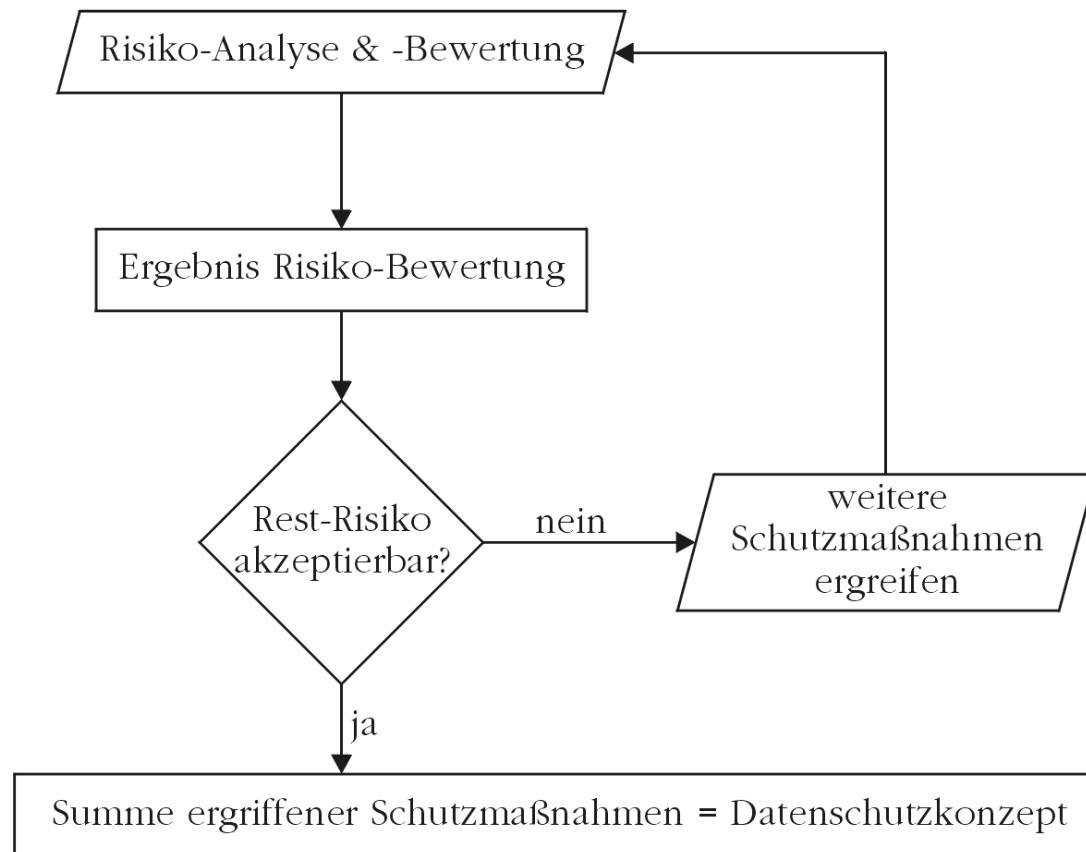 Risiko-Analyse & -Bewertung
Ergebnis Risiko-Bewertung
Rest-Risiko
akzeptierbar?
nein
weitere
Schutzmaßnahmen
ergreifen
ja
Summe ergriffener Schutzmaßnahmen = Datenschutzkonzept